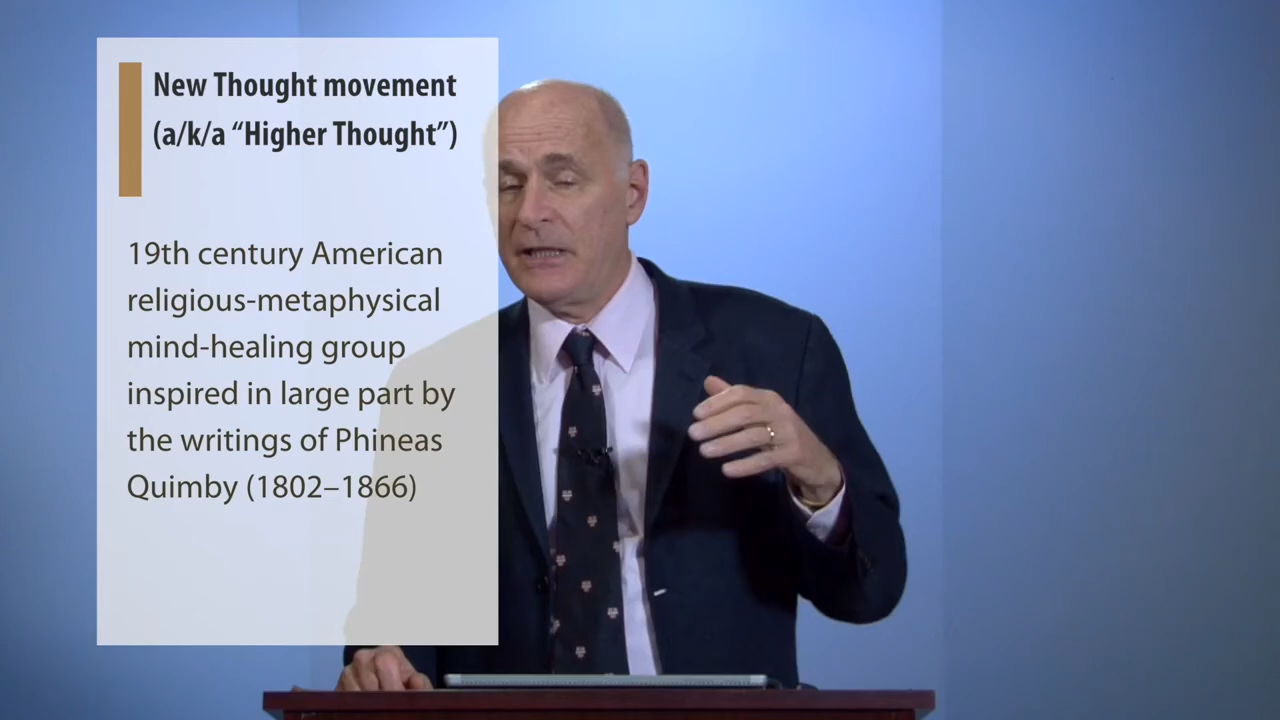 New Thought movement
(a/k/a “Higher Thought”)
19th century American
religious-metaphysical
mind-healing group
inspired in large part by
the writings of Phineas
Quimby (1802–1866)